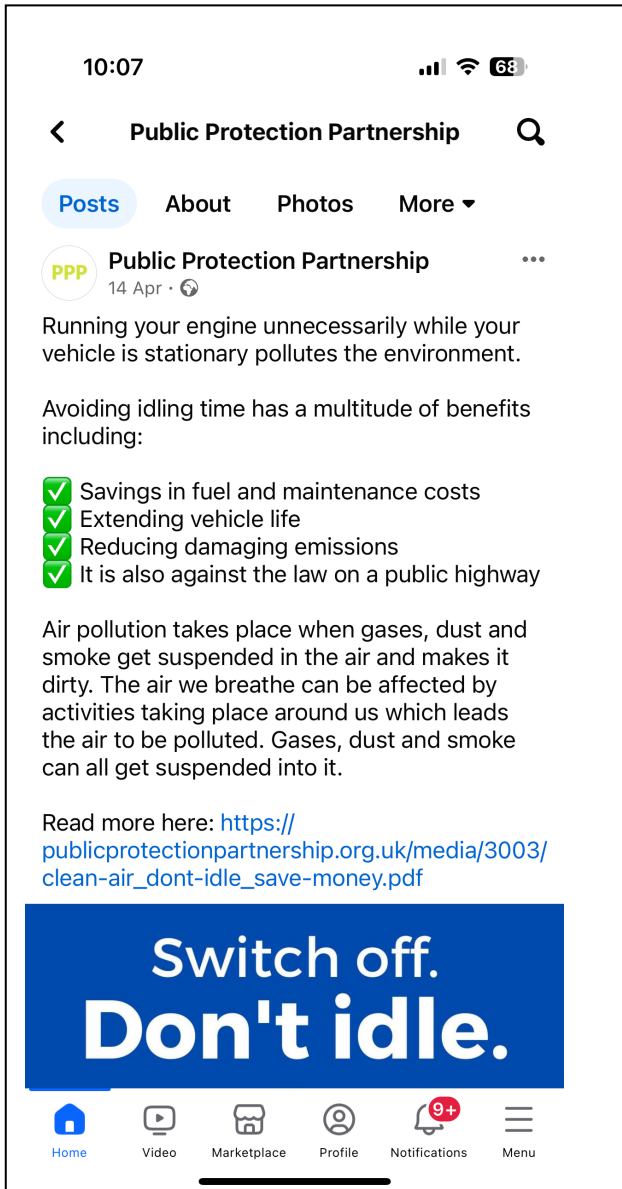 10:07
68
Public Protection Partnership
Posts About Photos More
PPP
Public Protection Partnership
14 Apr ·
Running your engine unnecessarily while your
vehicle is stationary pollutes the environment.
Avoiding idling time has a multitude of benefits
including:
✅ Savings in fuel and maintenance costs
✅ Extending vehicle life
✅ Reducing damaging emissions
✅ It is also against the law on a public highway
Air pollution takes place when gases, dust and
smoke get suspended in the air and makes it
dirty. The air we breathe can be affected by
activities taking place around us which leads
the air to be polluted. Gases, dust and smoke
can all get suspended into it.
Read more here: https://
publicprotectionpartnership.org.uk/media/3003/
clean-air_dont-idle_save-money.pdf
Switch off.
Don't idle.
9+
Home Video Marketplace Profile Notifications Menu